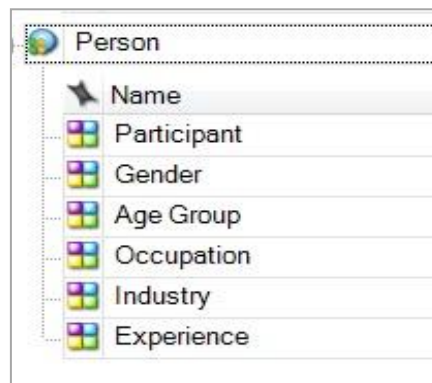 Person
Name
Participant
Gender
Age Group
Occupation
Industry
Experience